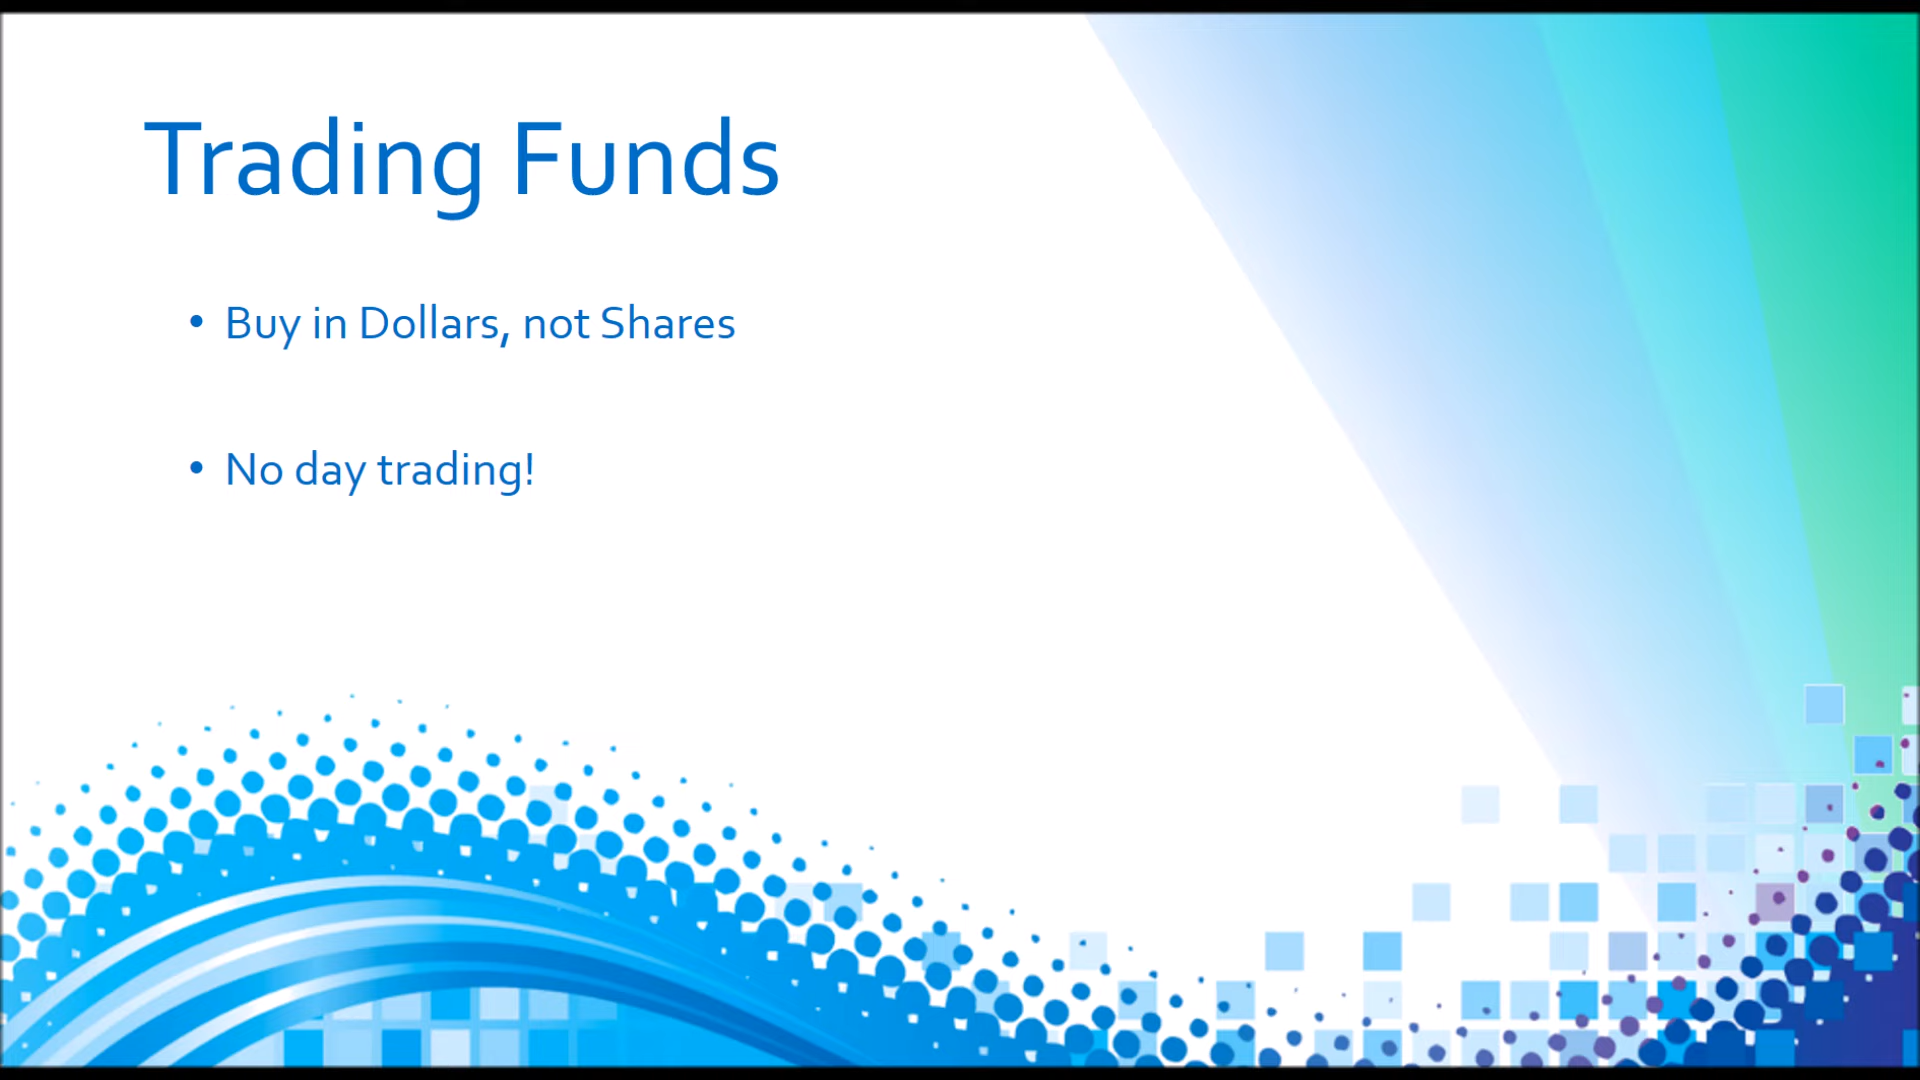 Trading Funds
• Buy in Dollars, not Shares
• No day trading!